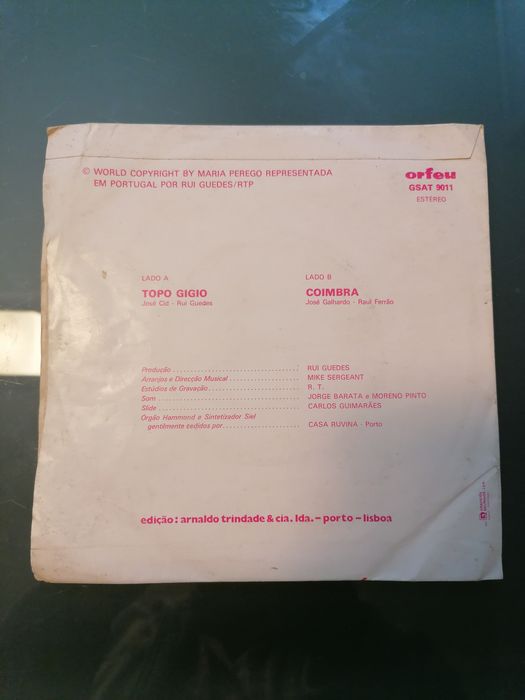 © WORLD COPYRIGHT BY MARIA PEREGO REPRESENTADA
EM PORTUGAL POR RUI GUEDES/RTP
orfeu
GSAT 9011
ESTÉREO
LADO A
TOPO GIGIO
José Cid - Rui Guedes
LADO B
COIMBRA
José Galhardo - Raul Ferrão
Produção . . . . . . . . . . . . . . . . . . . . . . . . . . . . . . : RUI GUEDES
Arranjos e Direcção Musical . . . . . . . . . . . . . . . . . MIKE SERGEANT
Estúdios de Gravação . . . . . . . . . . . . . . . . . . . . . . R. T.
Som . . . . . . . . . . . . . . . . . . . . . . . . . . . . . . . . . . JORGE BARATA e MORENO PINTO
Slide . . . . . . . . . . . . . . . . . . . . . . . . . . . . . . . . . . CARLOS GUIMARÃES
Orgão Hammond e Sintetizador Siel
gentilmente cedidos por . . . . . . . . . . . . . . . . . . CASA RUVINA - Porto
edição: arnaldo trindade & cia. lda. – porto – lisboa